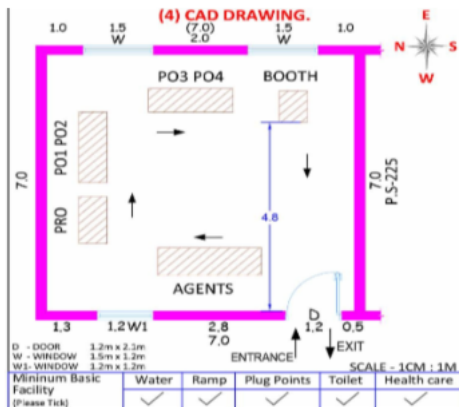 (4) CAD DRAWING.
1.0 1.5 (7.0) 1.5 1.0
W 2.0 W
E
N S
W
PO3 PO4 BOOTH
PO1 PO2
7.0
PRO
4.8
7.0
P.S-225
AGENTS
1,3 1,2 W1 2,8 D
7,0 1,2 0,5
ENTRANCE EXIT
D - DOOR 1.2m x 2.1m
W - WINDOW 1.5m x 1.2m
W1- WINDOW 1.2m x 1.2m
SCALE - 1CM : 1M
Mininum Basic Facility (Please Tick) Water Ramp Plug Points Toilet Health care